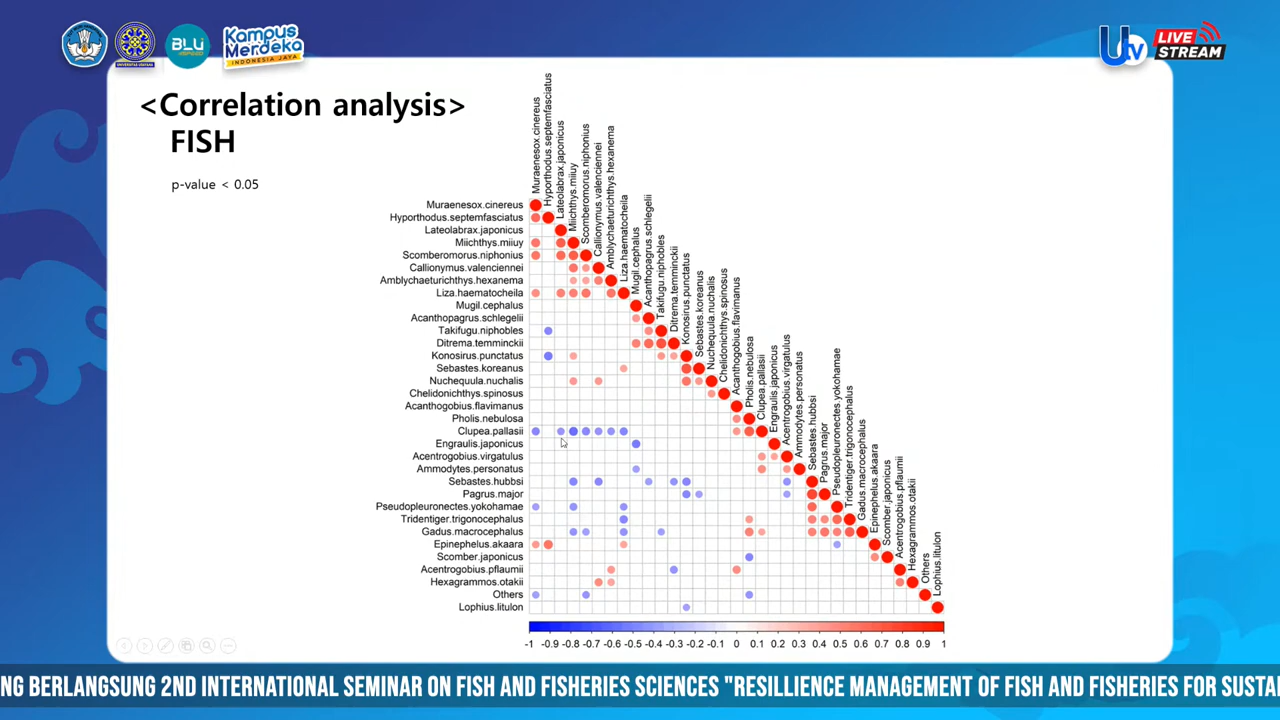 BLU
UNIVERSITAS UDAYANA
Kampus
Merdeka
INDONESIA JAYA
Utv
LIVE
STREAM
<Correlation analysis>
FISH
p-value < 0.05
Muraenesox.cinereus
Hyporthodus.septemfasciatus
Lateolabrax.japonicus
Miichthys.miiuy
Scomberomorus.niphonius
Callionymus.valenciennei
Amblychaeturichthys.hexanema
Liza.haematocheila
Mugil.cephalus
Acanthopagrus.schlegelii
Takifugu.niphobles
Ditrema.temminckii
Konosirus.punctatus
Sebastes.koreanus
Nuchequula.nuchalis
Chelidonichthys.spinosus
Acanthogobius.flavimanus
Pholis.nebulosa
Clupea.pallasii
Engraulis.japonicus
Acentrogobius.virgatulus
Ammodytes.personatus
Sebastes.hubbsi
Pagrus.major
Pseudopleuronectes.yokohamae
Tridentiger.trigonocephalus
Gadus.macrocephalus
Epinephelus.akaara
Scomber.japonicus
Acentrogobius.pflaumii
Hexagrammos.otakii
Others
Lophius.litulon
Muraenesox.cinereus
Hyporthodus.septemfasciatus
Lateolabrax.japonicus
Miichthys.miiuy
Scomberomorus.niphonius
Callionymus.valenciennei
Amblychaeturichthys.hexanema
Liza.haematocheila
Mugil.cephalus
Acanthopagrus.schlegelii
Takifugu.niphobles
Ditrema.temminckii
Konosirus.punctatus
Sebastes.koreanus
Nuchequula.nuchalis
Chelidonichthys.spinosus
Acanthogobius.flavimanus
Pholis.nebulosa
Clupea.pallasii
Engraulis.japonicus
Acentrogobius.virgatulus
Ammodytes.personatus
Sebastes.hubbsi
Pagrus.major
Pseudopleuronectes.yokohamae
Tridentiger.trigonocephalus
Gadus.macrocephalus
Epinephelus.akaara
Scomber.japonicus
Acentrogobius.pflaumii
Hexagrammos.otakii
Others
Lophius.litulon
-1 -0.9 -0.8 -0.7 -0.6 -0.5 -0.4 -0.3 -0.2 -0.1 0 0.1 0.2 0.3 0.4 0.5 0.6 0.7 0.8 0.9 1
NG BERLANGSUNG 2ND INTERNATIONAL SEMINAR ON FISH AND FISHERIES SCIENCES "RESILLIENCE MANAGEMENT OF FISH AND FISHERIES FOR SUSTA